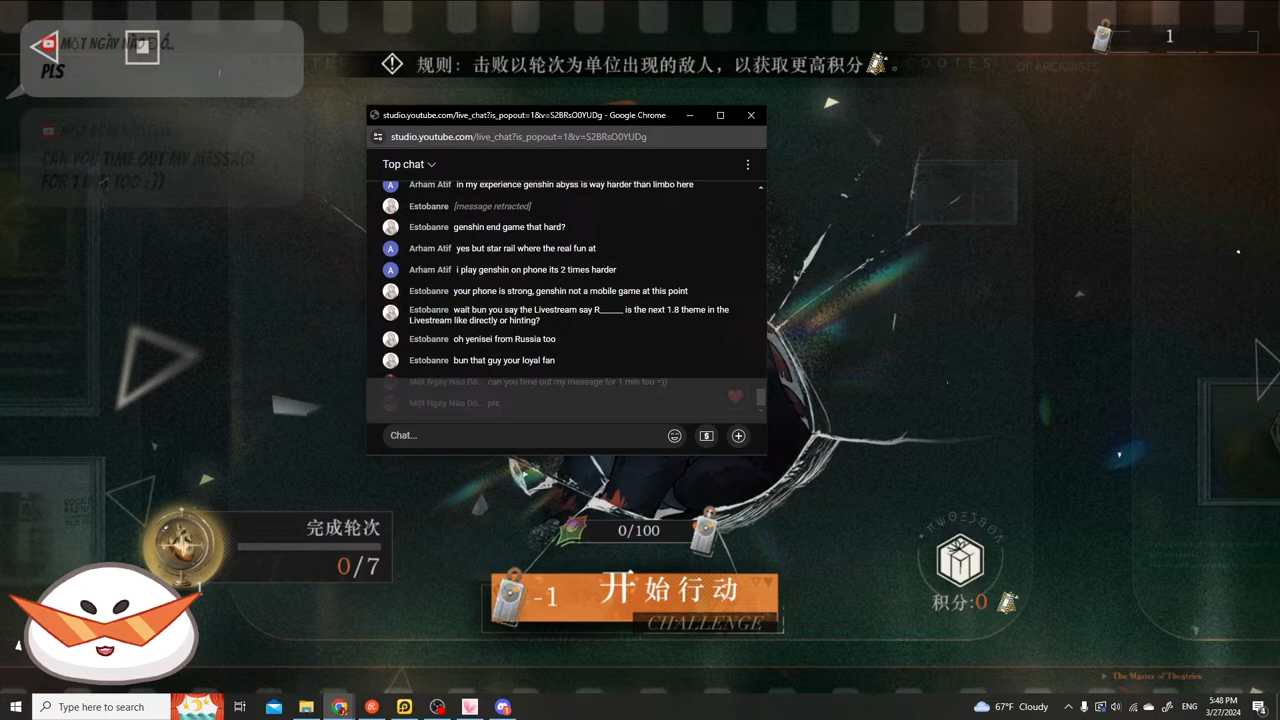 MỘT NGÀY NÀO Đ Ó..
PLS
CAN YOU TIME OUT MY MESSAGE
FOR 1 MIN TOO :))
规则：击败以轮次为单位出现的敌人，以获取更高积分 。
1
studio.youtube.com/live_chat?is_popout=1&v=S2BRsO0YUDg - Google Chrome
studio.youtube.com/live_chat?is_popout=1&v=S2BRsO0YUDg
Top chat
A Arham Atif in my experience genshin abyss is way harder than limbo here
Estobanre [message retracted]
Estobanre genshin end game that hard?
A Arham Atif yes but star rail where the real fun at
A Arham Atif i play genshin on phone its 2 times harder
Estobanre your phone is strong, genshin not a mobile game at this point
Estobanre wait bun you say the Livestream say R_____ is the next 1.8 theme in the
Livestream like directly or hinting?
Estobanre oh yenisei from Russia too
Estobanre bun that guy your loyal fan
Một Ngày Nào Đó.. can you time out my message for 1 min too =))
Một Ngày Nào Đó.. pls
Chat...
完成轮次
0/7
0/100
-1 开始行动
CHALLENGE
积分:0
The Master of Theatries
Type here to search
67°F Cloudy
ENG
5:48 PM
3/27/2024
4